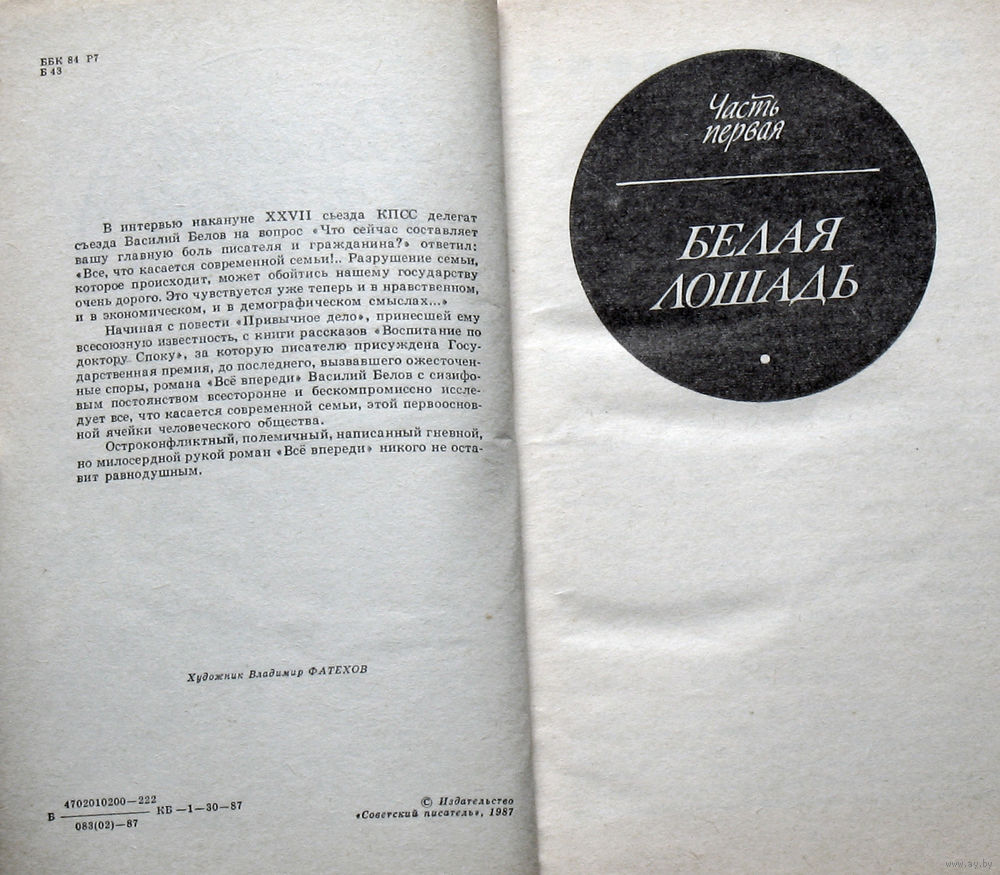 ББК 84 Р7
Б 43
В интервью накануне XXVII съезда КПСС делегат
съезда Василий Белов на вопрос «Что сейчас составляет
вашу главную боль писателя и гражданина?» ответил:
«Все, что касается современной семьи!.. Разрушение семьи,
которое происходит, может обойтись нашему государству
очень дорого. Это чувствуется уже теперь и в нравственном,
и в экономическом, и в демографическом смыслах...»
Начиная с повести «Привычное дело», принесшей ему
всесоюзную известность, с книги рассказов «Воспитание по
доктору Споку», за которую писателю присуждена Госу-
дарственная премия, до последнего, вызвавшего ожесточен-
ные споры, романа «Всё впереди» Василий Белов с сизифо-
вым постоянством всесторонне и бескомпромиссно иссле-
дует все, что касается современной семьи, этой первооснов-
ной ячейки человеческого общества.
Остроконфликтный, полемичный, написанный гневной,
но милосердной рукой роман «Всё впереди» никого не оста-
вит равнодушным.
Художник Владимир ФАТЕХОВ
Б 4702010200—222
083(02)—87 КБ—1—30—87
© Издательство
«Советский писатель», 1987
Часть
первая
БЕЛАЯ
ЛОШАДЬ
www.ay.by